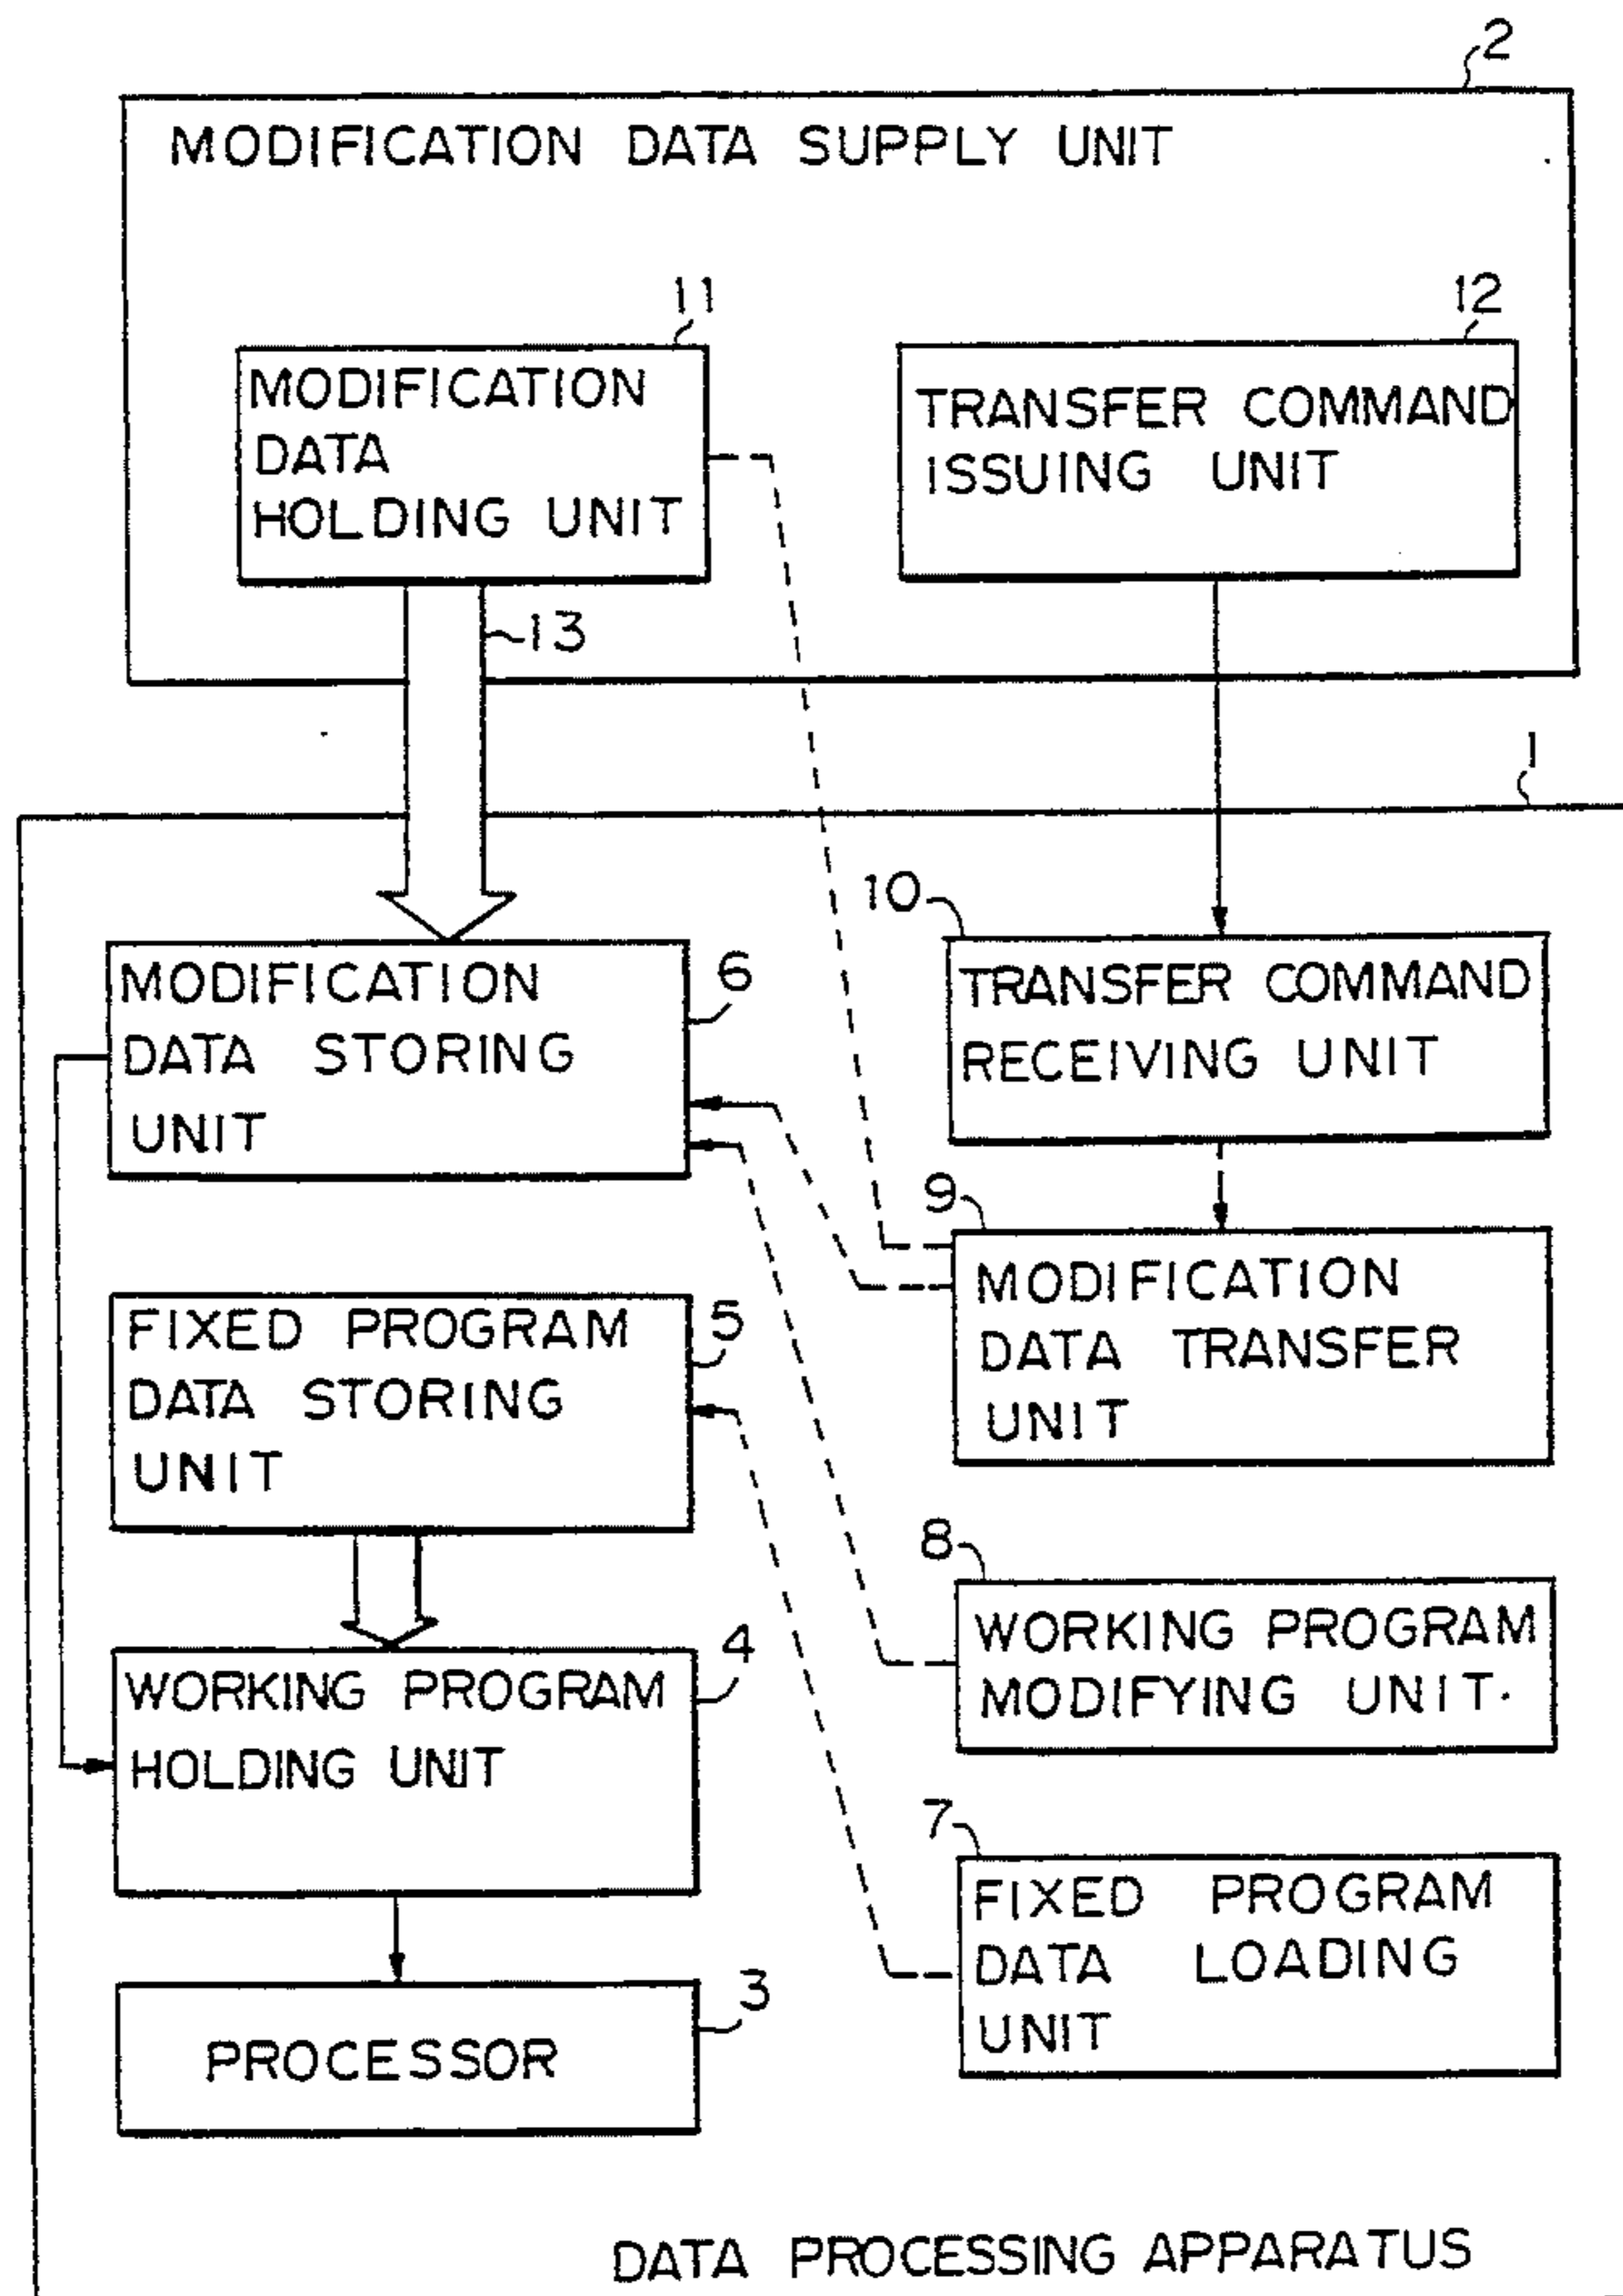 2
MODIFICATION DATA SUPPLY UNIT
11
MODIFICATION
DATA
HOLDING UNIT
12
TRANSFER COMMAND
ISSUING UNIT
13
1
6
MODIFICATION
DATA STORING
UNIT
10
TRANSFER COMMAND
RECEIVING UNIT
9
MODIFICATION
DATA TRANSFER
UNIT
5
FIXED PROGRAM
DATA STORING
UNIT
8
WORKING PROGRAM
MODIFYING UNIT.
4
WORKING PROGRAM
HOLDING UNIT
7
FIXED PROGRAM
DATA LOADING
UNIT
3
PROCESSOR
DATA PROCESSING APPARATUS